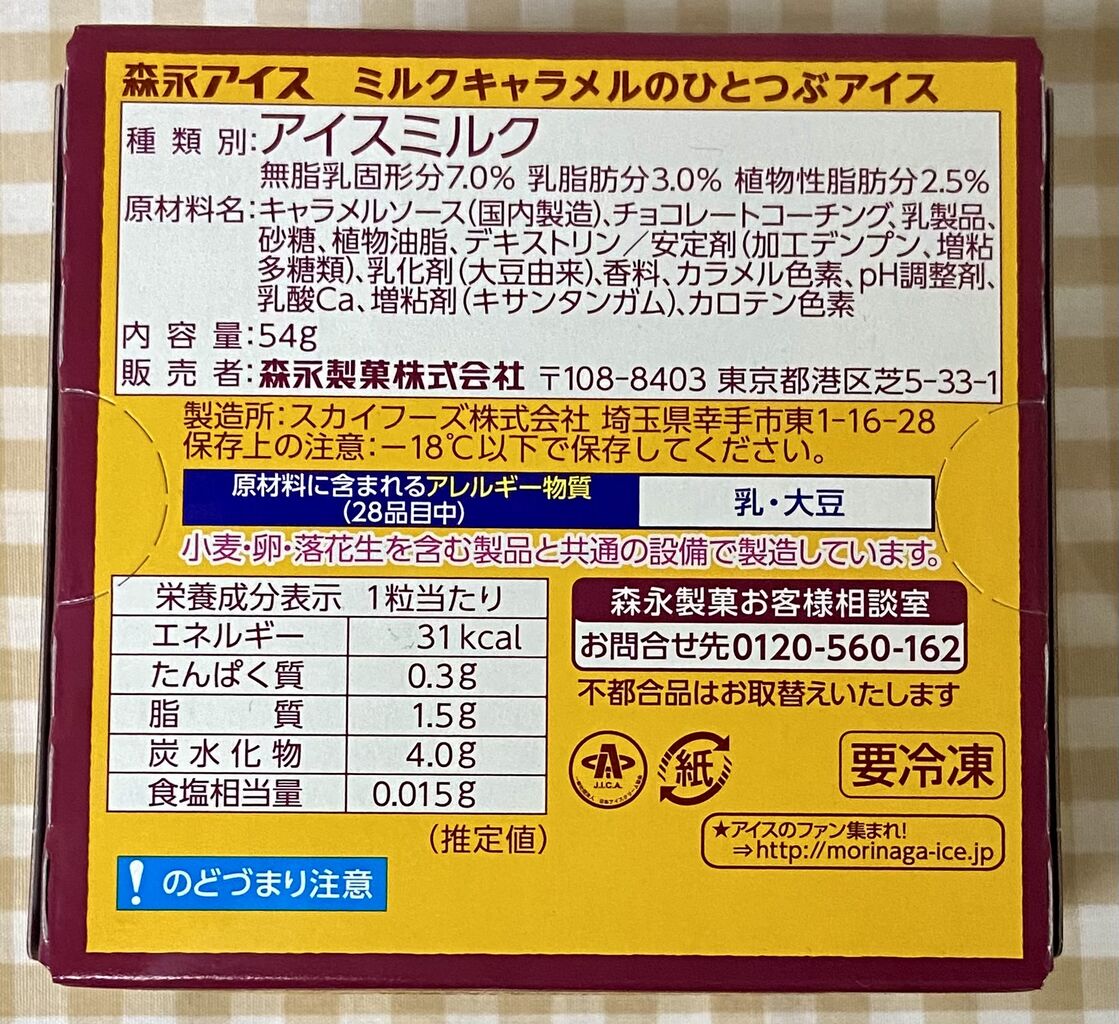 森永アイス ミルクキャラメルのひとつぶアイス
種類別:アイスミルク
無脂乳固形分7.0% 乳脂肪分3.0% 植物性脂肪分2.5%
原材料名:キャラメルソース(国内製造)、チョコレートコーチング、乳製品、
砂糖、植物油脂、デキストリン/安定剤(加工デンプン、増粘
多糖類)、乳化剤(大豆由来)、香料、カラメル色素、pH調整剤、
乳酸Ca、増粘剤(キサンタンガム)、カロテン色素
内容量:54g
販売者:森永製菓株式会社 〒108-8403 東京都港区芝5-33-1
製造所:スカイフーズ株式会社 埼玉県幸手市東1-16-28
保存上の注意:−18℃以下で保存してください。
原材料に含まれるアレルギー物質
(28品目中)
乳・大豆
小麦・卵・落花生を含む製品と共通の設備で製造しています。
栄養成分表示 1粒当たり
エネルギー 31kcal
たんぱく質 0.3g
脂質 1.5g
炭水化物 4.0g
食塩相当量 0.015g
(推定値)
! のどづまり注意
森永製菓お客様相談室
お問合せ先0120-560-162
不都合品はお取替えいたします
J.I.C.A.
紙
要冷凍
★アイスのファン集まれ!
⇒http://morinaga-ice.jp